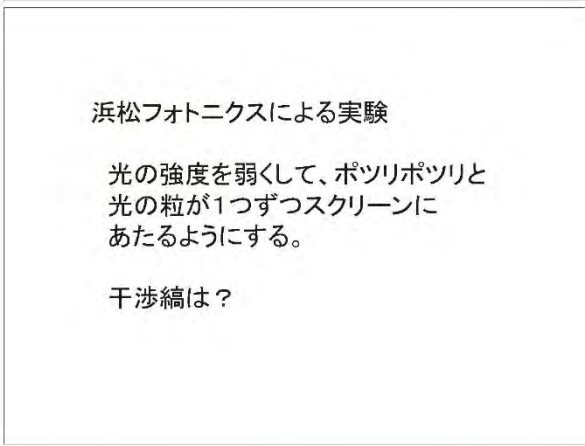 浜松フォトニクスによる実験
光の強度を弱くして、ポツリポツリと
光の粒が1つずつスクリーンに
あたるようにする。
干渉縞は?